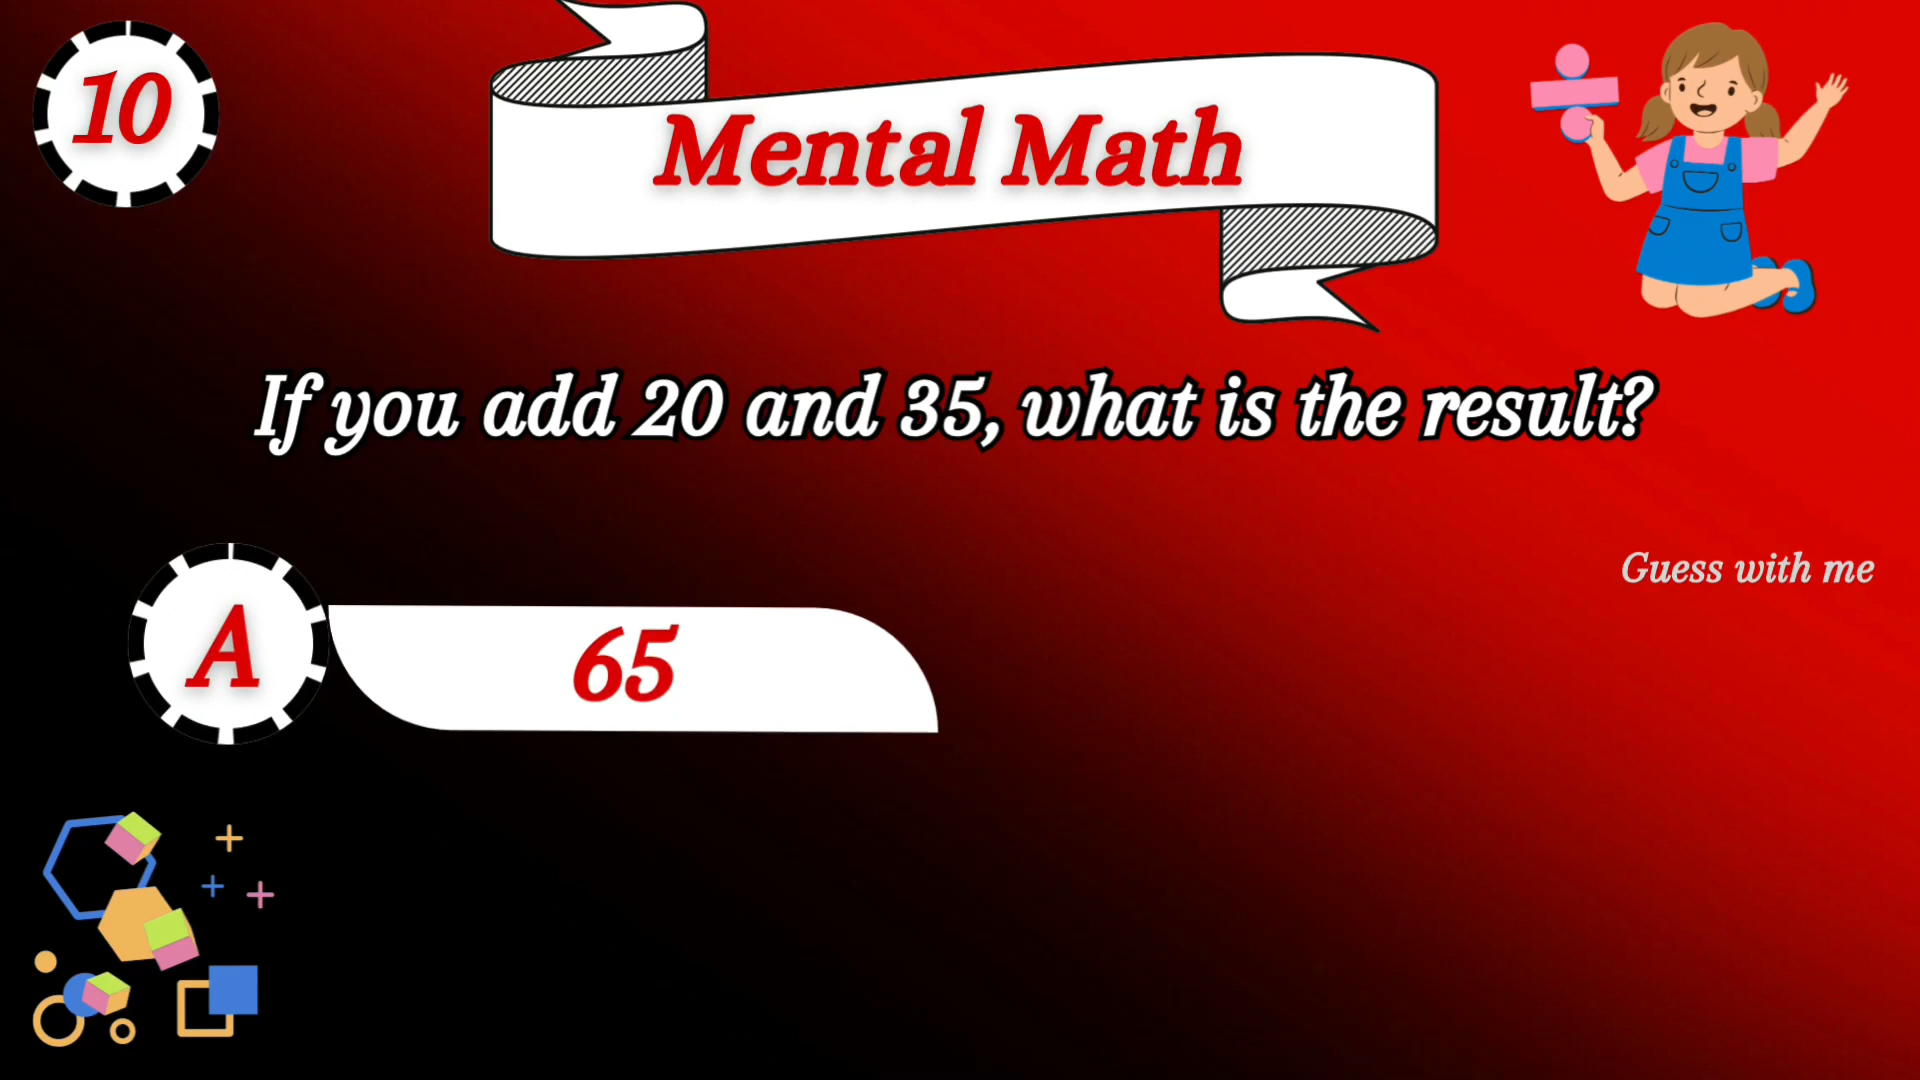 10
Mental Math
If you add 20 and 35, what is the result?
Guess with me
A
65